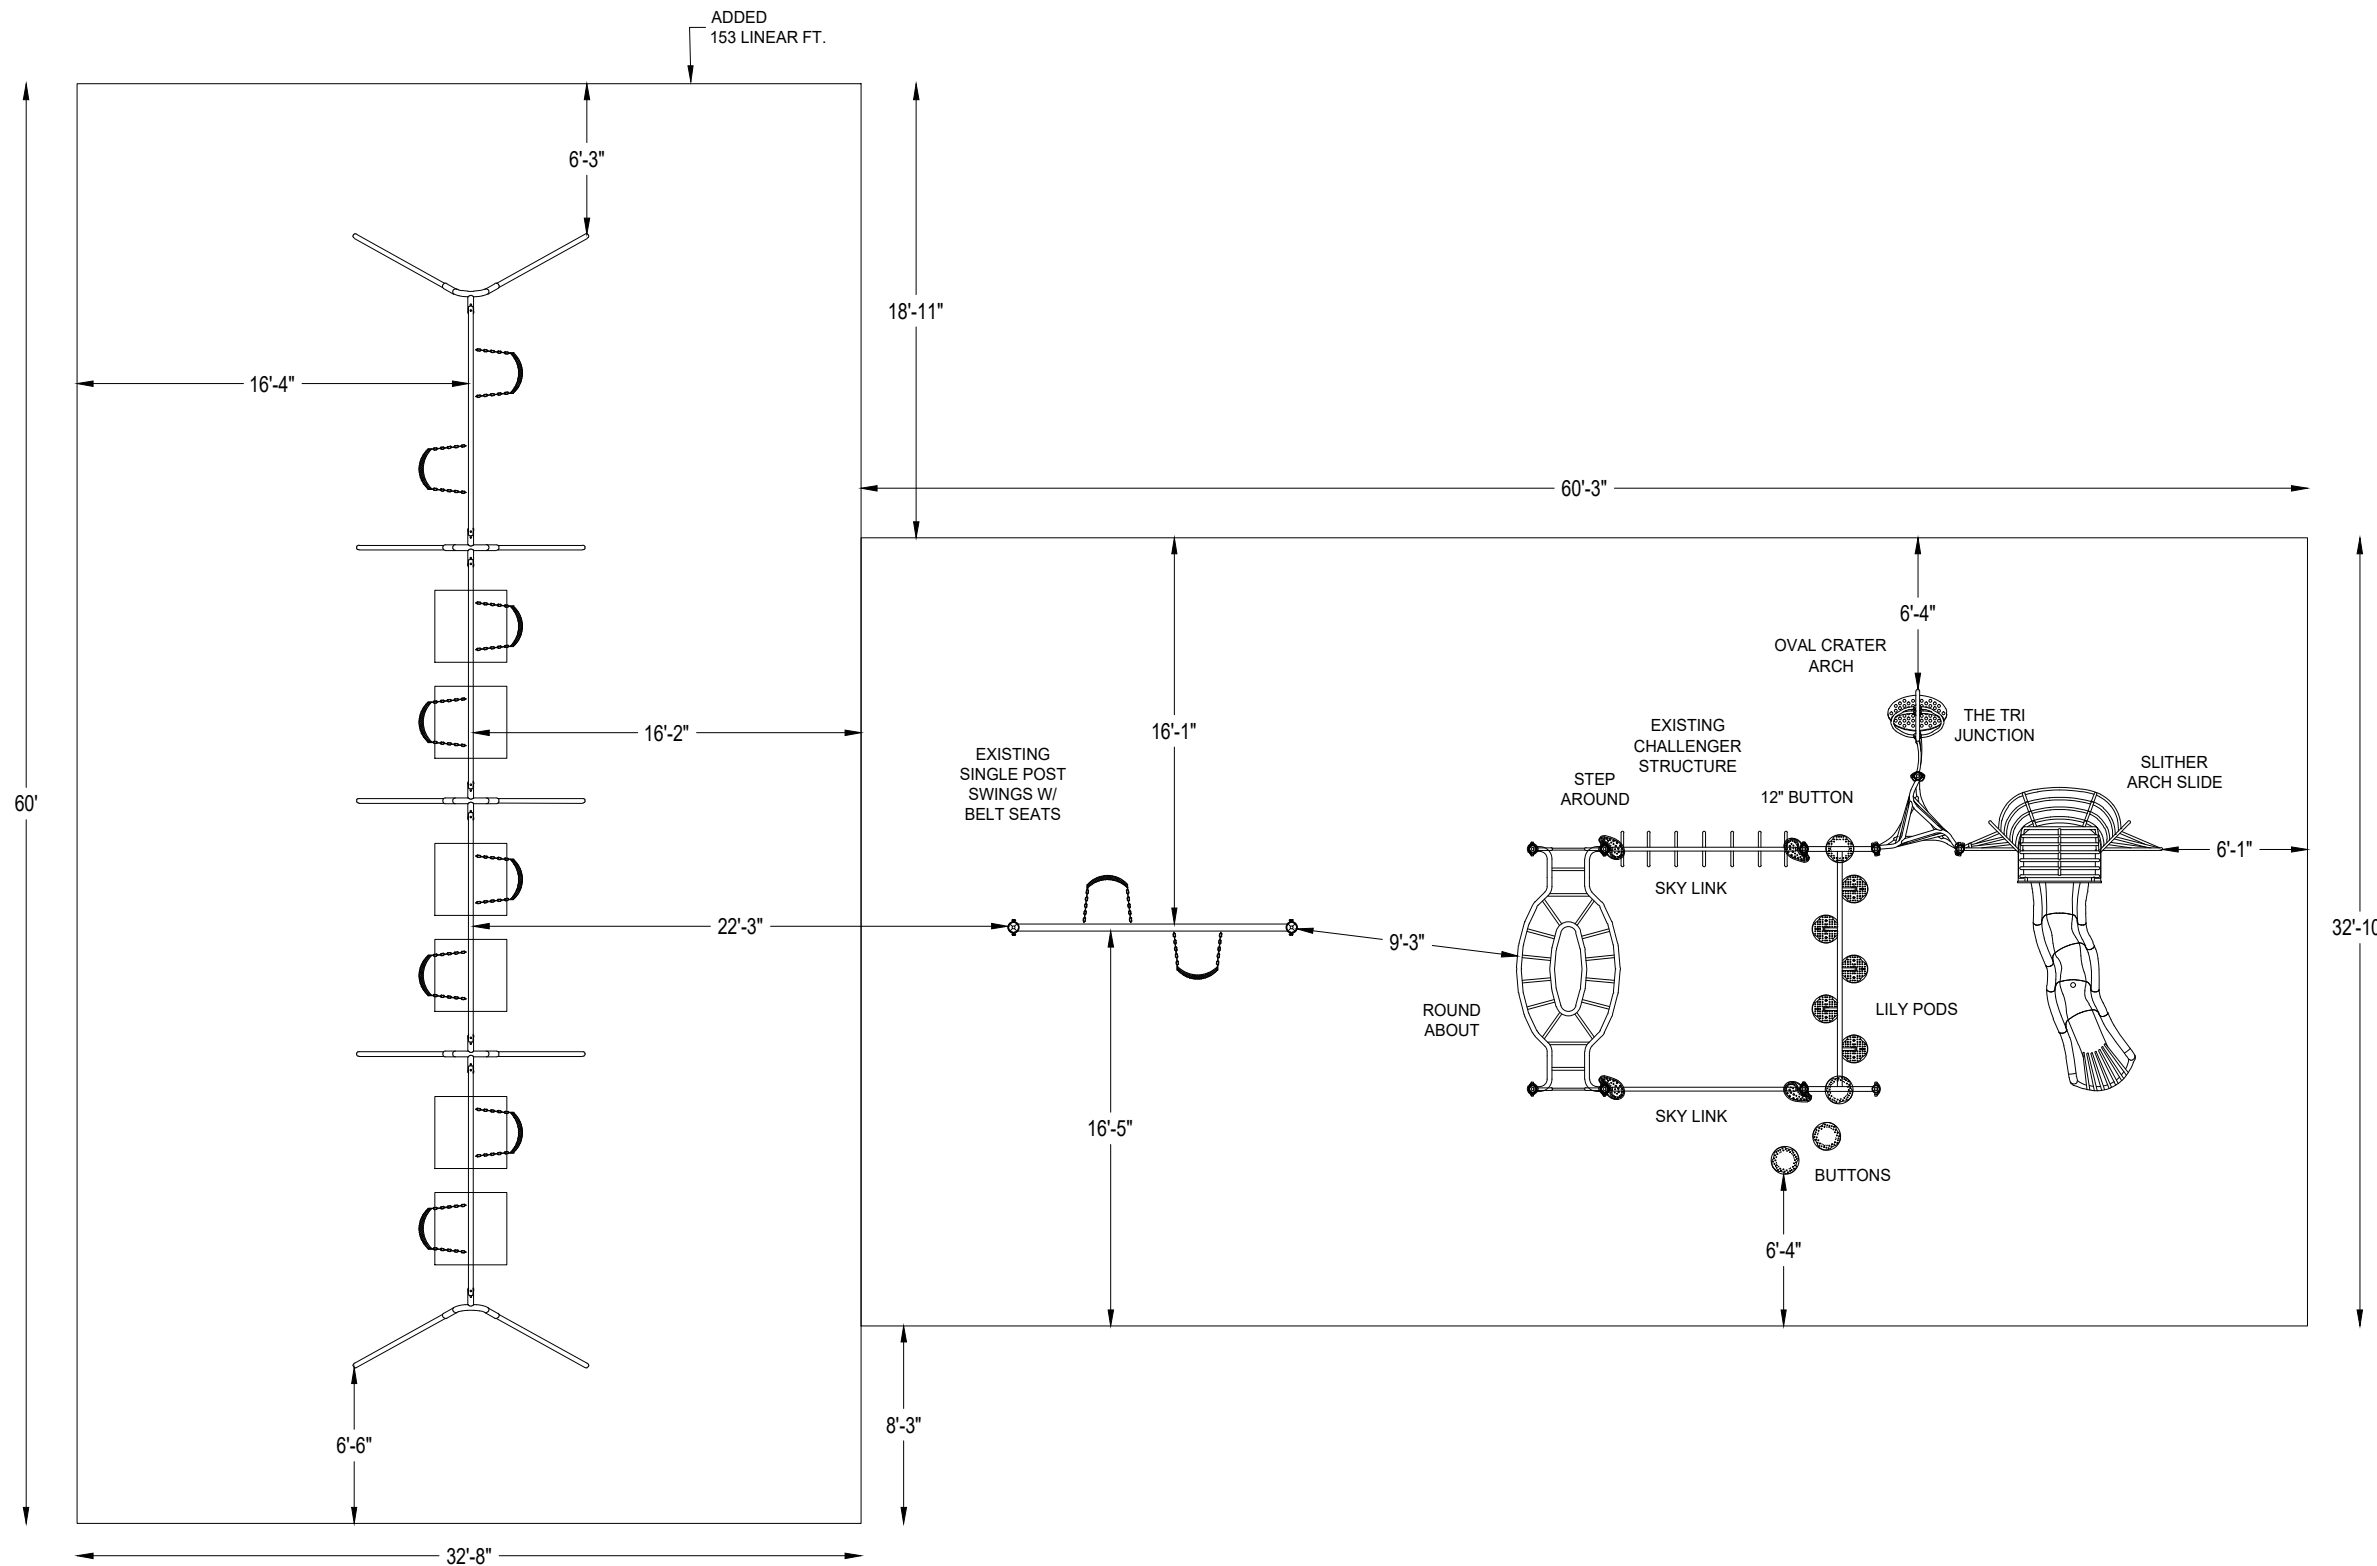 ADDED
153 LINEAR FT.
6'-3"
18'-11"
16'-4"
60'-3"
6'-4"
OVAL CRATER
ARCH
THE TRI
JUNCTION
16'-1"
16'-2"
EXISTING
SINGLE POST
SWINGS W/
BELT SEATS
EXISTING
CHALLENGER
STRUCTURE
STEP
AROUND
12" BUTTON
SLITHER
ARCH SLIDE
60'
6'-1"
SKY LINK
22'-3"
9'-3"
32'-10
ROUND
ABOUT
LILY PODS
16'-5"
SKY LINK
BUTTONS
6'-4"
8'-3"
6'-6"
32'-8"